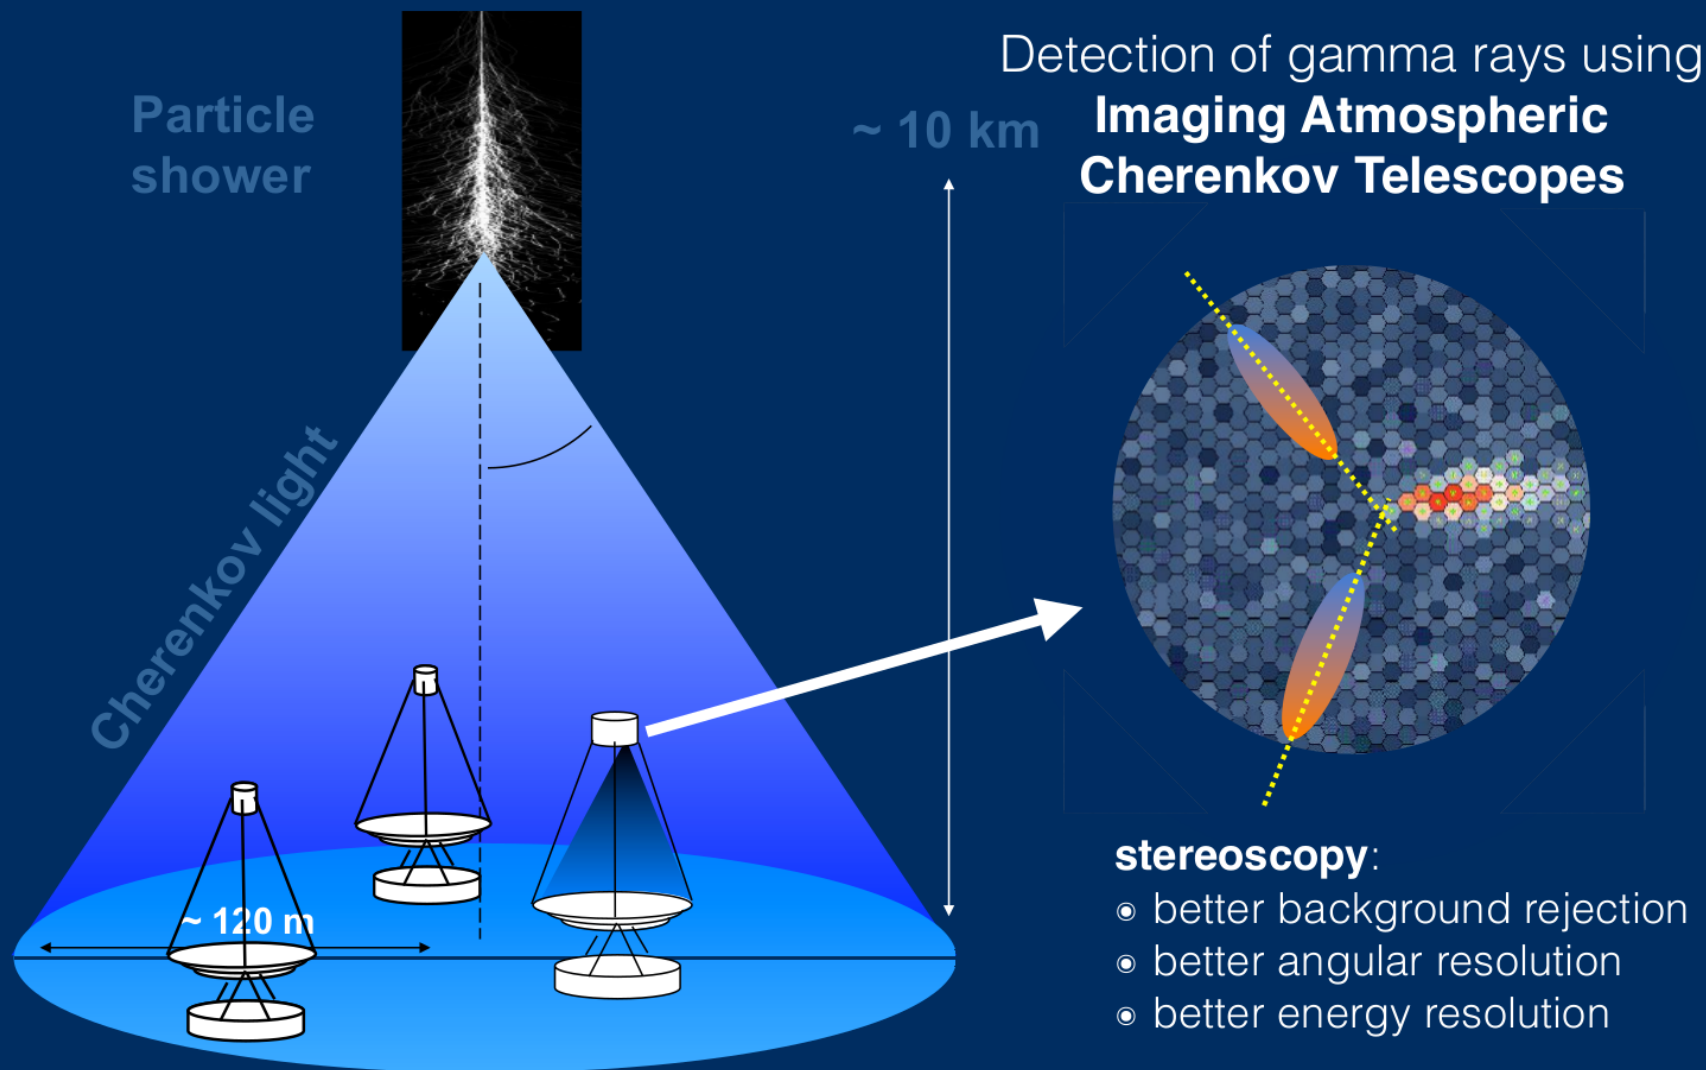 Particle
shower
~ 10 km
Detection of gamma rays using
Imaging Atmospheric
Cherenkov Telescopes
Cherenkov light
~ 120 m
stereoscopy:
better background rejection
better angular resolution
better energy resolution